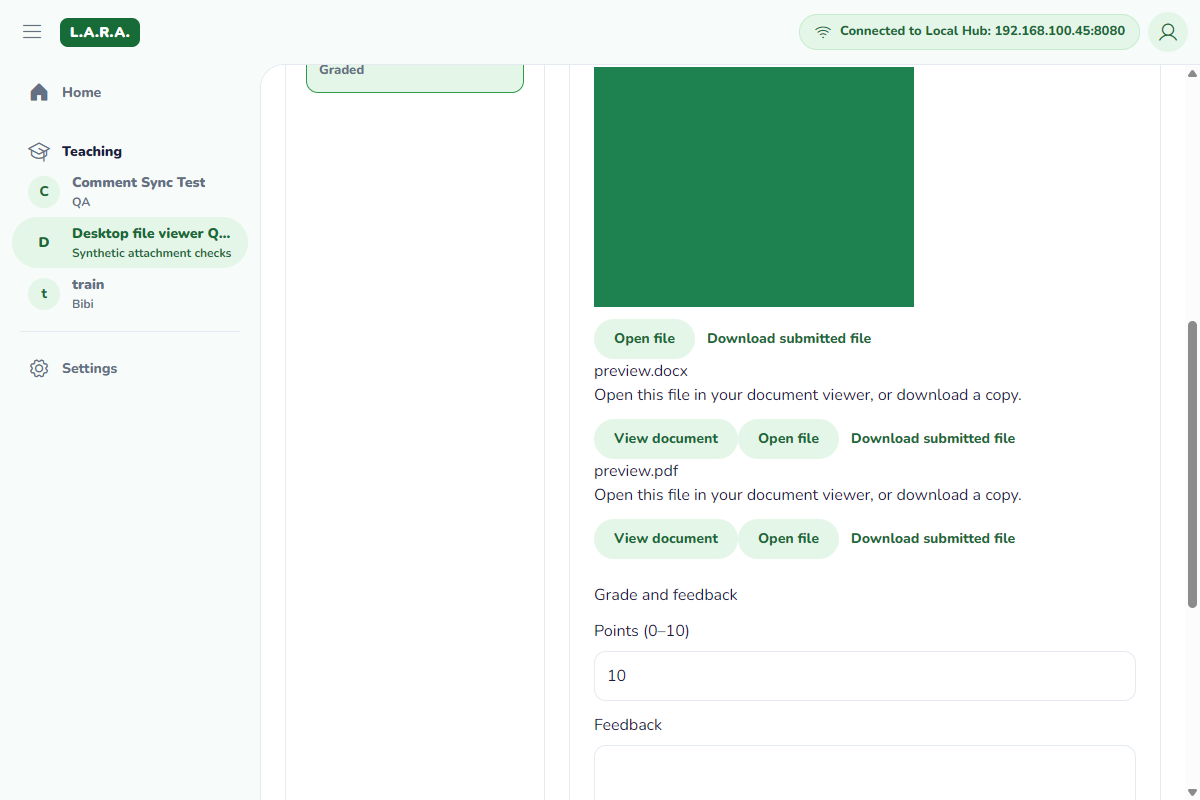 L.A.R.A.
Connected to Local Hub: 192.168.100.45:8080
Home
Teaching
C
Comment Sync Test
QA
D
Desktop file viewer Q...
Synthetic attachment checks
t
train
Bibi
Settings
Graded
Open file
Download submitted file
preview.docx
Open this file in your document viewer, or download a copy.
View document
Open file
Download submitted file
preview.pdf
Open this file in your document viewer, or download a copy.
View document
Open file
Download submitted file
Grade and feedback
Points (0–10)
10
Feedback